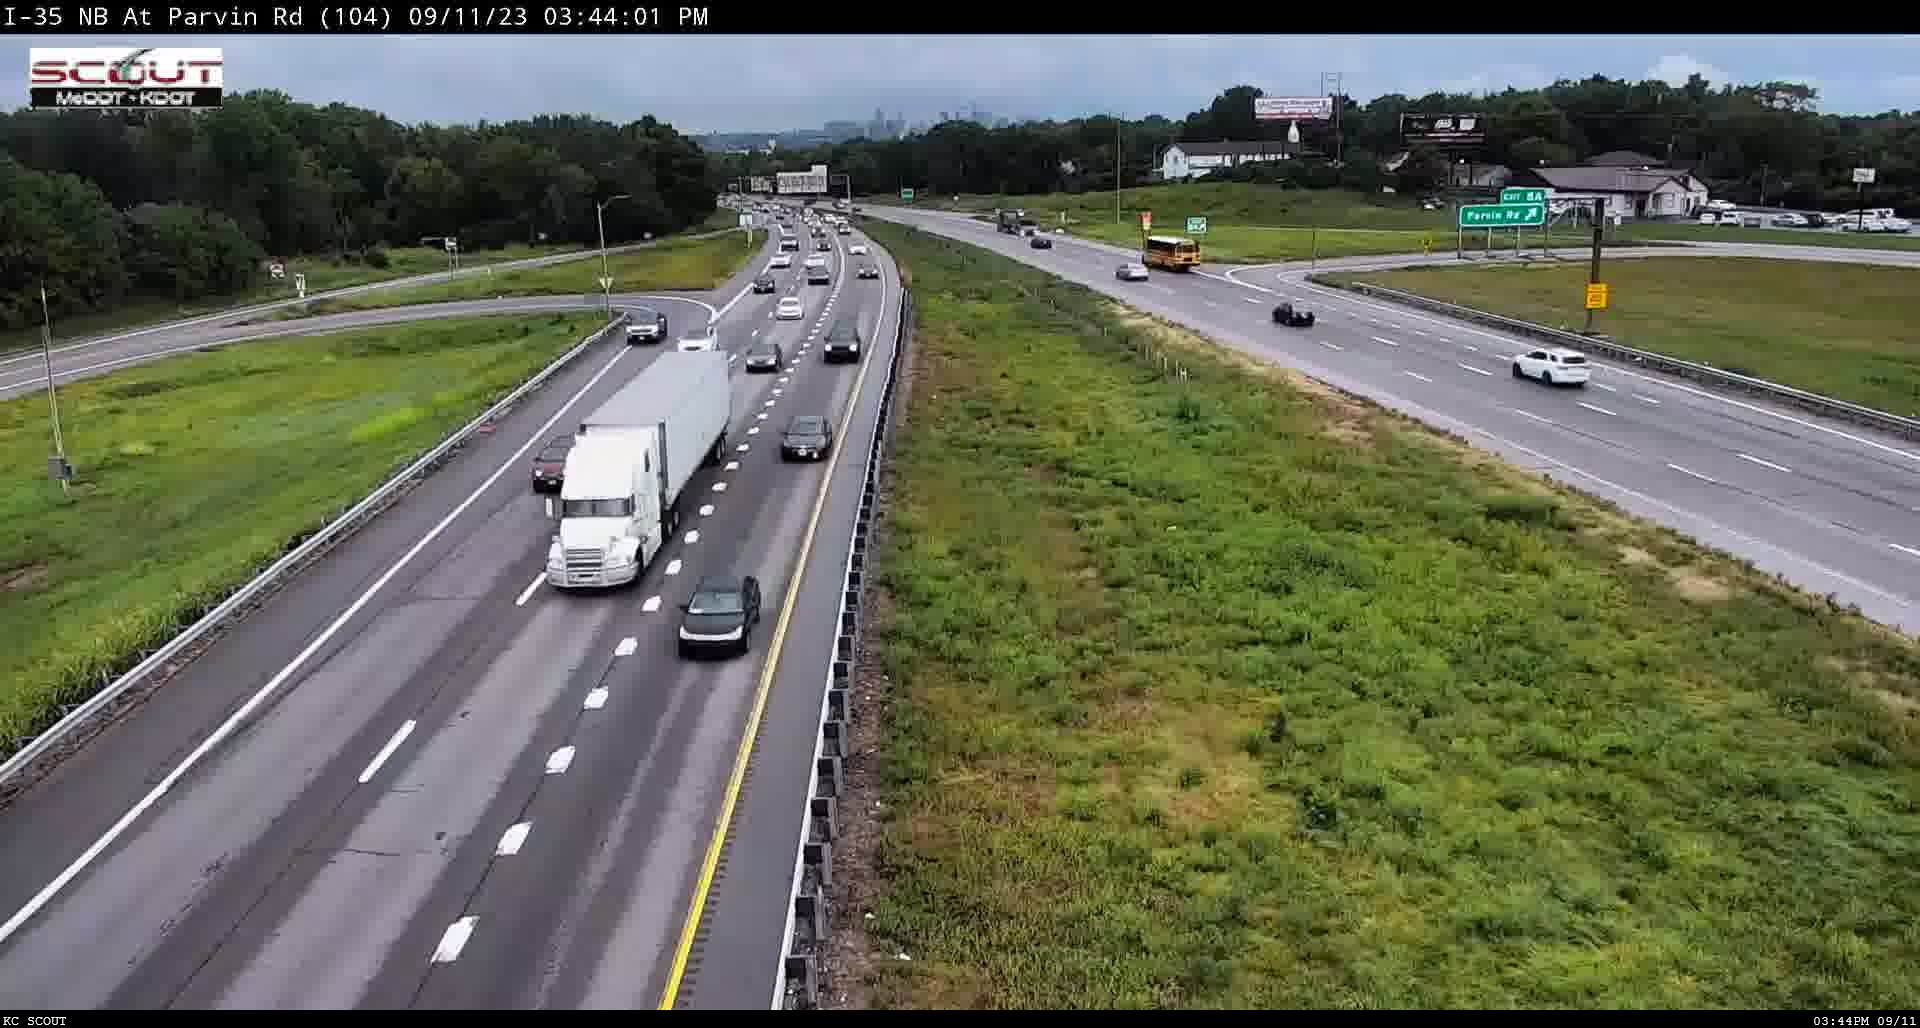 I-35 NB At Parvin Rd (104) 09/11/23 03:44:01 PM
SCOUT
MoDOT - KDOT
EXIT 8A
Parvin Rd
KC SCOUT
03:44PM 09/11